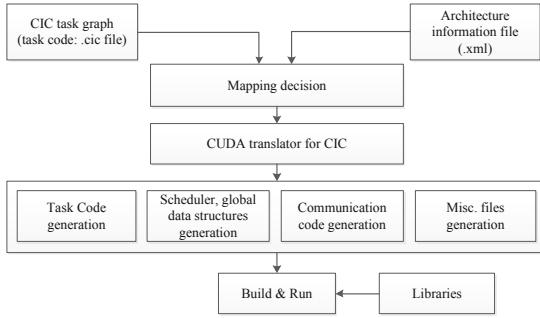 CIC task graph
(task code: .cic file)
Architecture
information file
(.xml)
Mapping decision
CUDA translator for CIC
Task Code
generation
Scheduler, global
data structures
generation
Communication
code generation
Misc. files
generation
Build & Run
Libraries